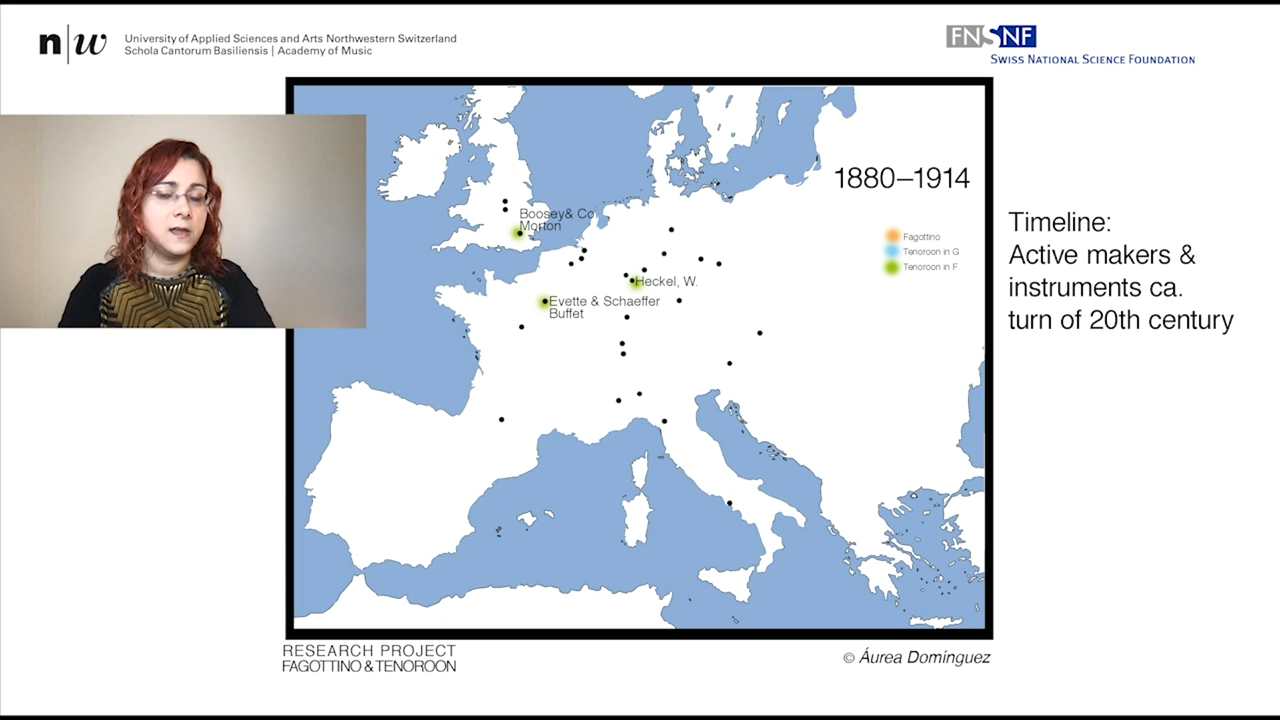 n|w
University of Applied Sciences and Arts Northwestern Switzerland
Schola Cantorum Basiliensis | Academy of Music
FNSNF
Swiss National Science Foundation
1880–1914
Boosey& Co
Morton
Fagottino
Tenoroon in G
Tenoroon in F
Heckel, W.
Evette & Schaeffer
Buffet
Timeline:
Active makers &
instruments ca.
turn of 20th century
RESEARCH PROJECT
FAGOTTINO & TENOROON
© Áurea Domínguez